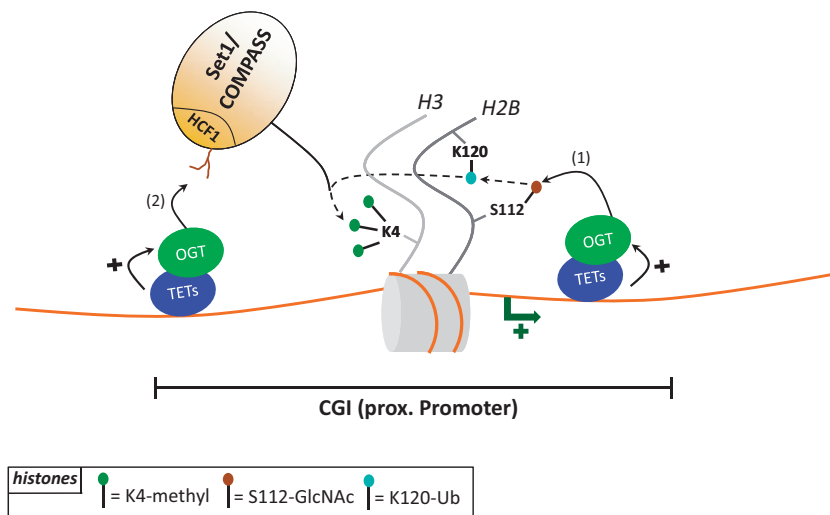 Set1/
COMPASS
HCF1
H3
H2B
K120
(1)
S112
(2)
K4
OGT
TETs
+
OGT
TETs
+
+
CGI (prox. Promoter)
histones
= K4-methyl
= S112-GlcNAc
= K120-Ub